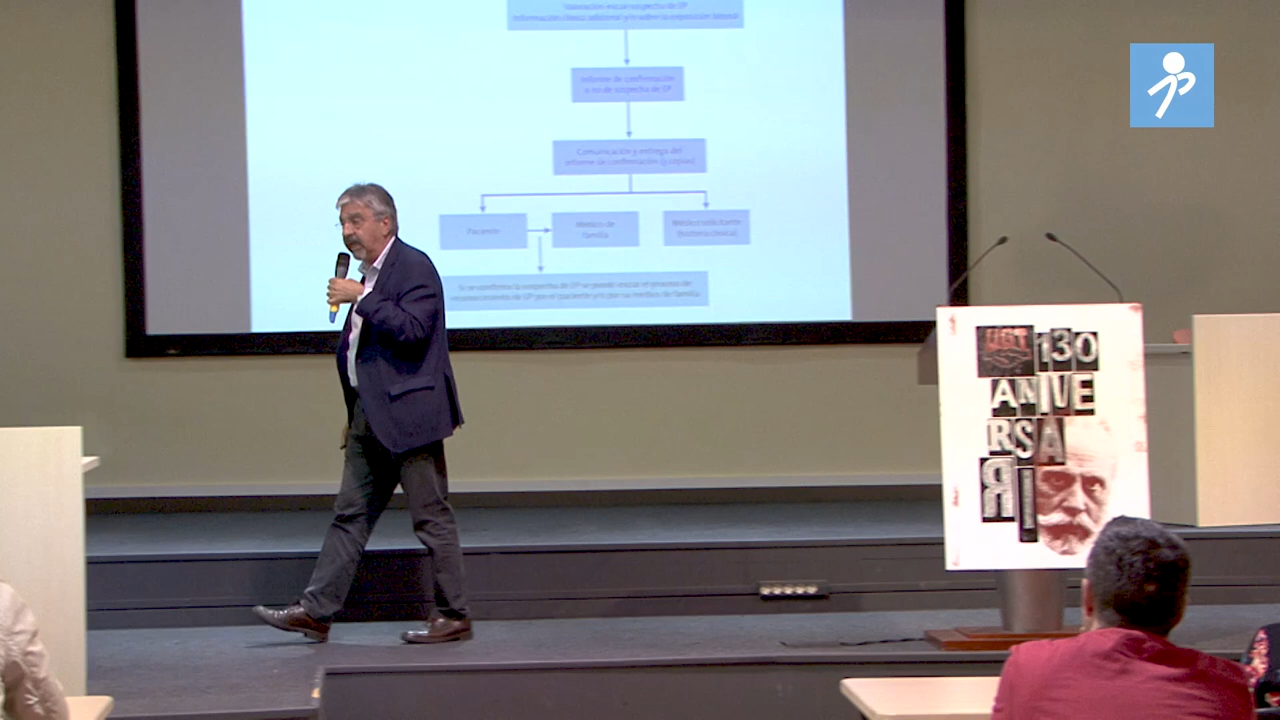 Valoración inicial sospecha de EP
Información clínica adicional y/o sobre la exposición laboral
Informe de confirmación
o no de sospecha de EP
Comunicación y entrega del
informe de confirmación (y copias)
Paciente
Médico de
familia
Médico solicitante
(historia clínica)
Si se confirma la sospecha de EP se puede iniciar el proceso de
reconocimiento de EP por el paciente y/o por su médico de familia
UGT 130
ANIVE
RSA
RI